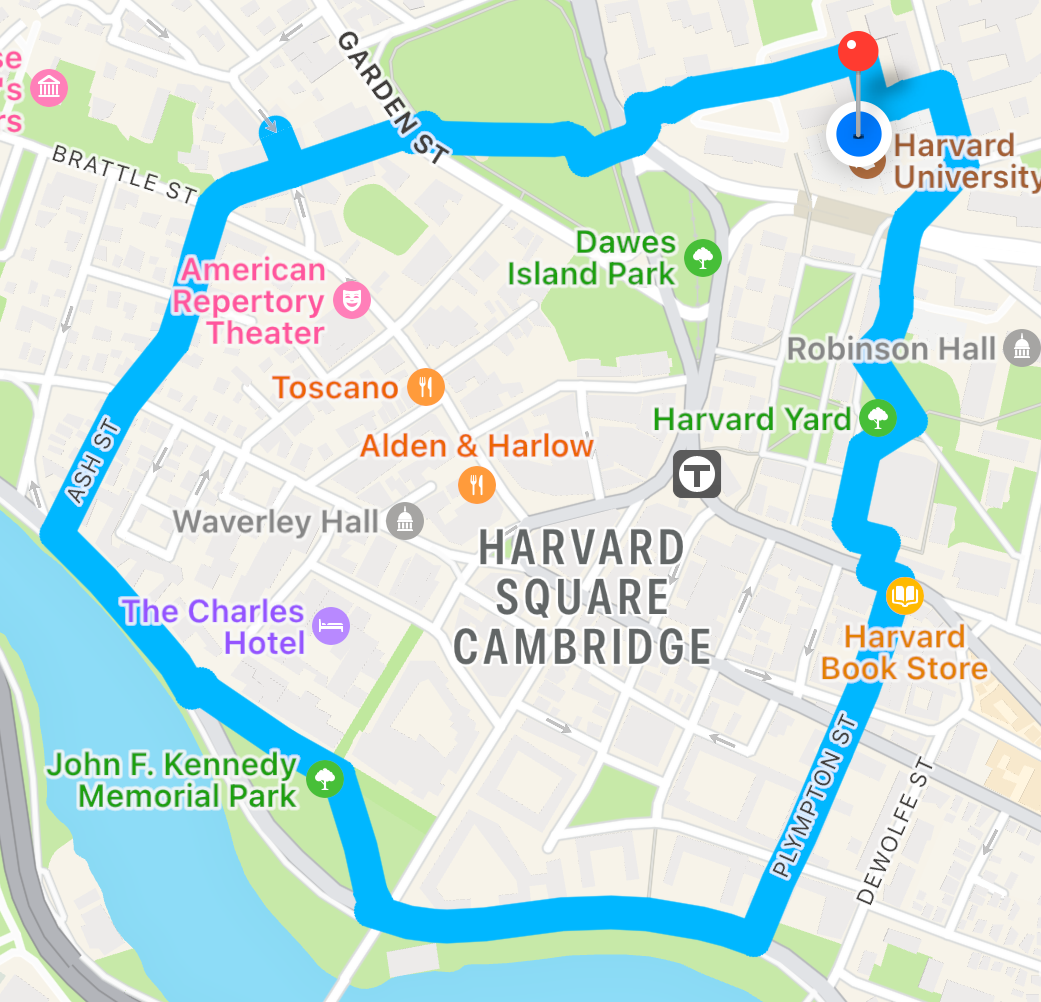 se
's
rs
GARDEN ST
BRATTLE ST
Harvard
University
Dawes
Island Park
American
Repertory
Theater
Robinson Hall
Toscano
Harvard Yard
Alden & Harlow
T
ASH ST
Waverley Hall
HARVARD
SQUARE
CAMBRIDGE
The Charles
Hotel
Harvard
Book Store
John F. Kennedy
Memorial Park
PLYMPTON ST
DEWOLFE ST